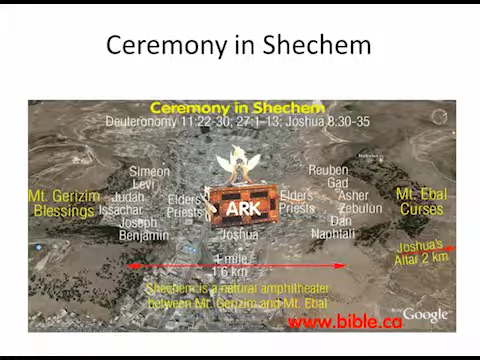 Ceremony in Shechem
Ceremony in Shechem
Deuteronomy 11:22-30; 27:1-13; Joshua 8:30-35
Mt. Gerizim
Blessings
Simeon
Levi
Judah
Issachar
Joseph
Benjamin
Elders
Priests
ARK
Joshua
Elders
Priests
Reuben
Gad
Asher
Zebulun
Dan
Naphtali
Mt. Ebal
Curses
Joshua's
Altar 2 km
1 mile
1.6 km
Shechem is a natural amphitheater
between Mt. Gerizim and Mt. Ebal
www.bible.ca
Google